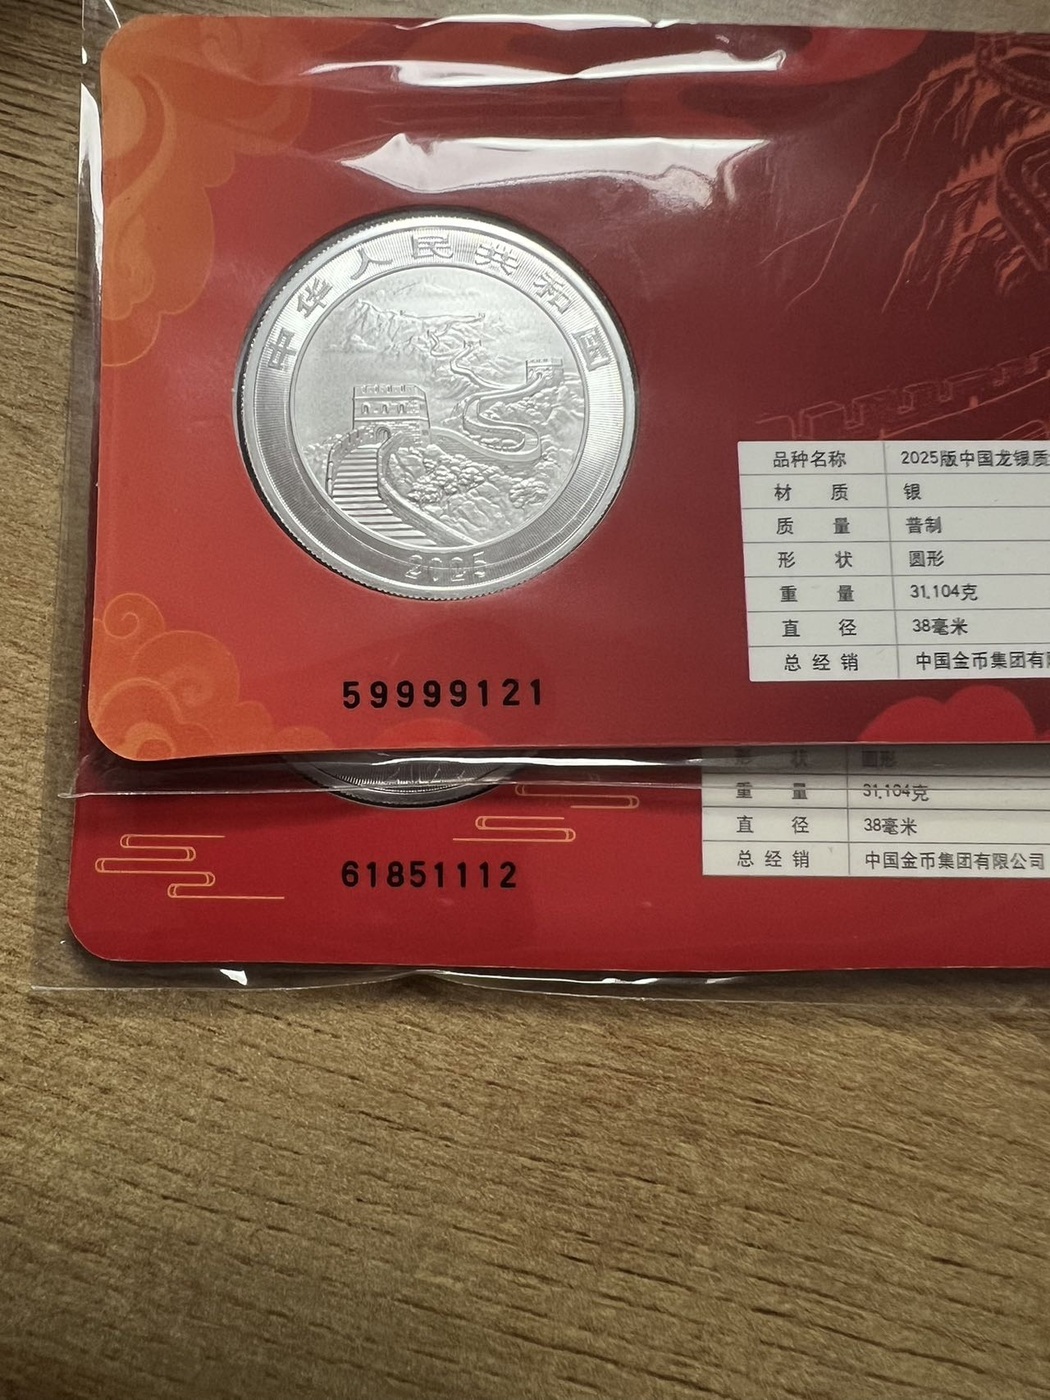 中华人民共和国
2025
品种名称 2025版中国龙银质
材质 银
质量 普制
形状 圆形
重量 31.104克
直径 38毫米
总经销 中国金币集团有
59999121
形状 圆形
重量 31.104克
直径 38毫米
总经销 中国金币集团有限公司
61851112